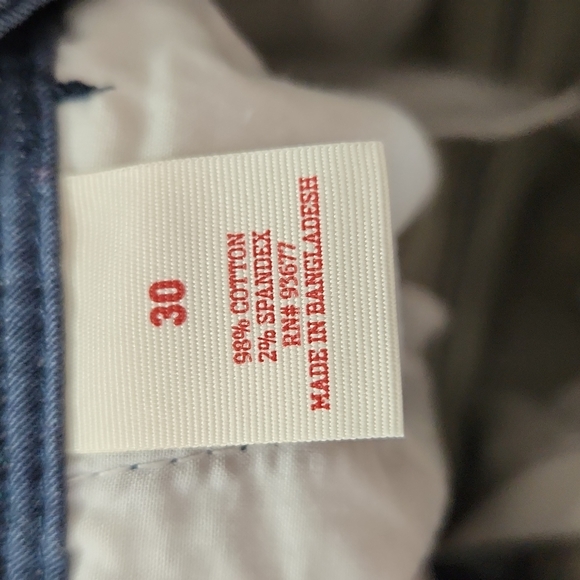 30
98% COTTON
2% SPANDEX
RN# 93677
MADE IN BANGLADESH